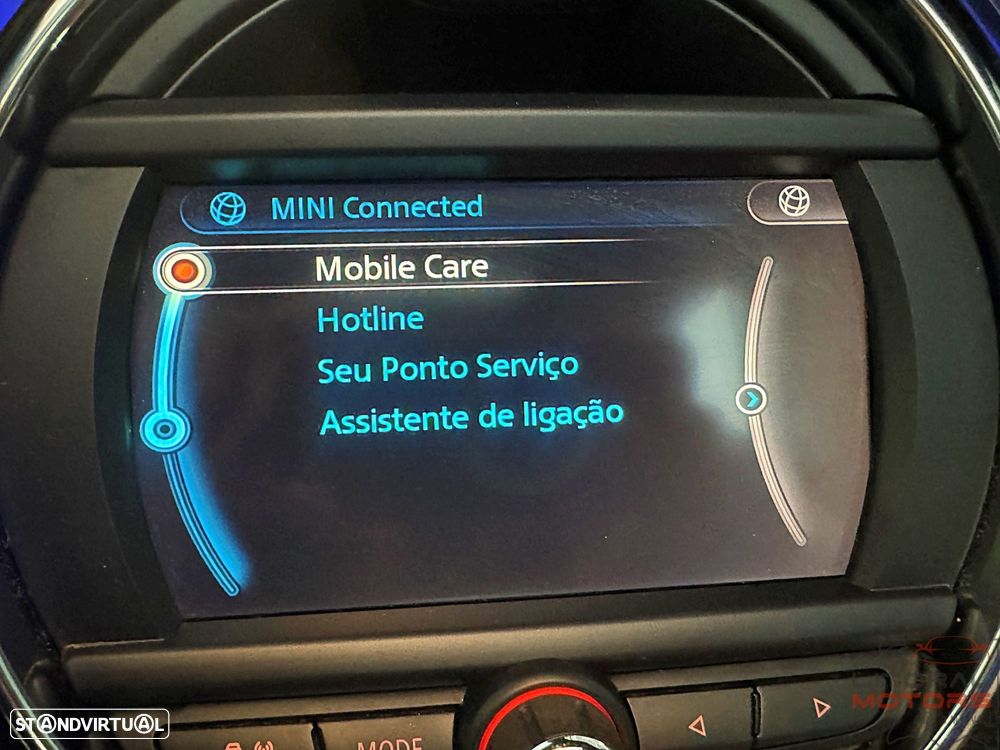 MINI Connected
Mobile Care
Hotline
Seu Ponto Serviço
Assistente de ligação
MODE
MOTORS
STANDVIRTUAL